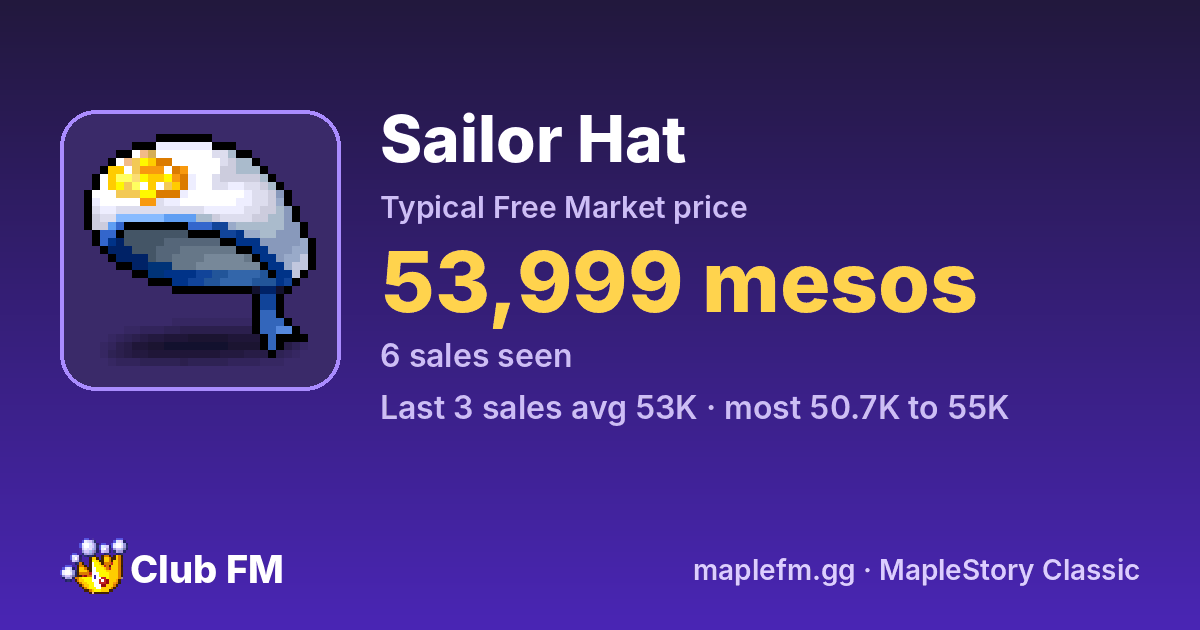 Sailor Hat
Typical Free Market price
53,999 mesos
6 sales seen
Last 3 sales avg 53K · most 50.7K to 55K
Club FM
maplefm.gg · MapleStory Classic